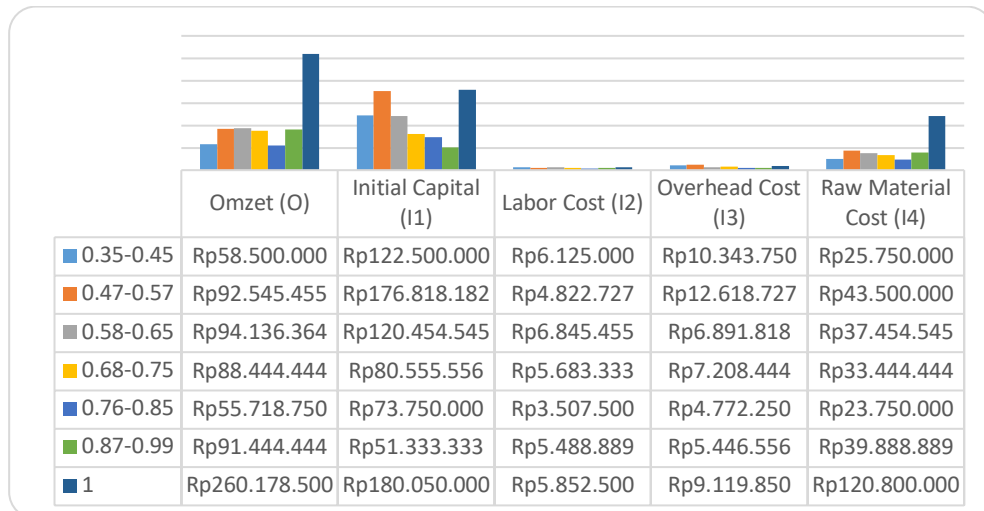 Omzet (O) Initial Capital (I1) Labor Cost (I2) Overhead Cost (I3) Raw Material Cost (I4)
0.35-0.45 Rp58.500.000 Rp122.500.000 Rp6.125.000 Rp10.343.750 Rp25.750.000
0.47-0.57 Rp92.545.455 Rp176.818.182 Rp4.822.727 Rp12.618.727 Rp43.500.000
0.58-0.65 Rp94.136.364 Rp120.454.545 Rp6.845.455 Rp6.891.818 Rp37.454.545
0.68-0.75 Rp88.444.444 Rp80.555.556 Rp5.683.333 Rp7.208.444 Rp33.444.444
0.76-0.85 Rp55.718.750 Rp73.750.000 Rp3.507.500 Rp4.772.250 Rp23.750.000
0.87-0.99 Rp91.444.444 Rp51.333.333 Rp5.488.889 Rp5.446.556 Rp39.888.889
1 Rp260.178.500 Rp180.050.000 Rp5.852.500 Rp9.119.850 Rp120.800.000